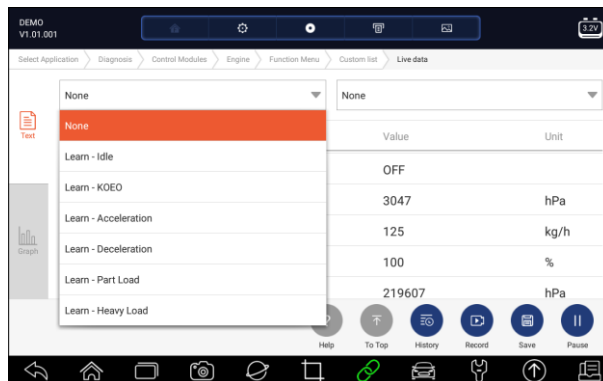 DEMO
V1.01.001
3.2V
Select Application Diagnosis Control Modules Engine Function Menu Custom list Live data
None None
None
Value Unit
Learn - Idle
OFF
Learn - KOEO
3047 hPa
Learn - Acceleration
125 kg/h
Learn - Deceleration
100 %
Learn - Part Load
219607 hPa
Learn - Heavy Load
Text
Graph
Help To Top History Record Save Pause